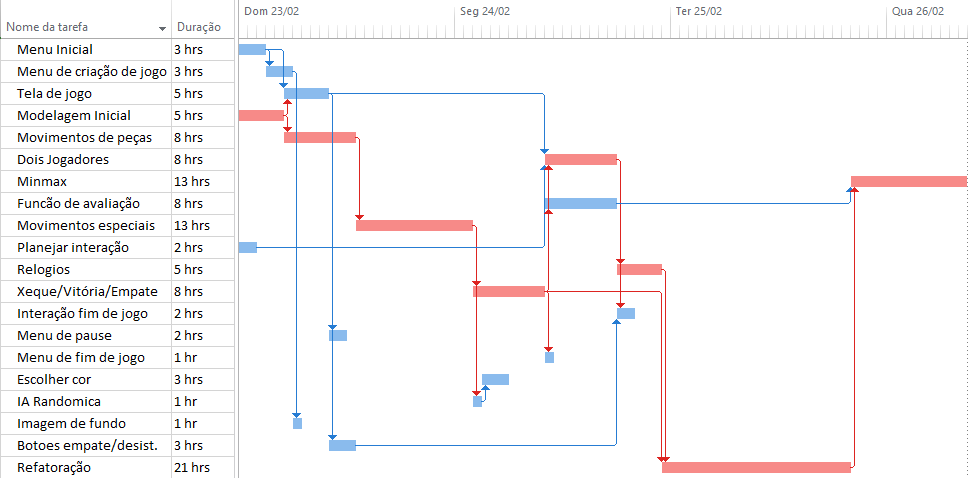 Dom 23/02 Seg 24/02 Ter 25/02 Qua 26/02
Nome da tarefa Duração
Menu Inicial 3 hrs
Menu de criação de jogo 3 hrs
Tela de jogo 5 hrs
Modelagem Inicial 5 hrs
Movimentos de peças 8 hrs
Dois Jogadores 8 hrs
Minmax 13 hrs
Funcão de avaliação 8 hrs
Movimentos especiais 13 hrs
Planejar interação 2 hrs
Relogios 5 hrs
Xeque/Vitória/Empate 8 hrs
Interação fim de jogo 2 hrs
Menu de pause 2 hrs
Menu de fim de jogo 1 hr
Escolher cor 3 hrs
IA Randomica 1 hr
Imagem de fundo 1 hr
Botoes empate/desist. 3 hrs
Refatoração 21 hrs